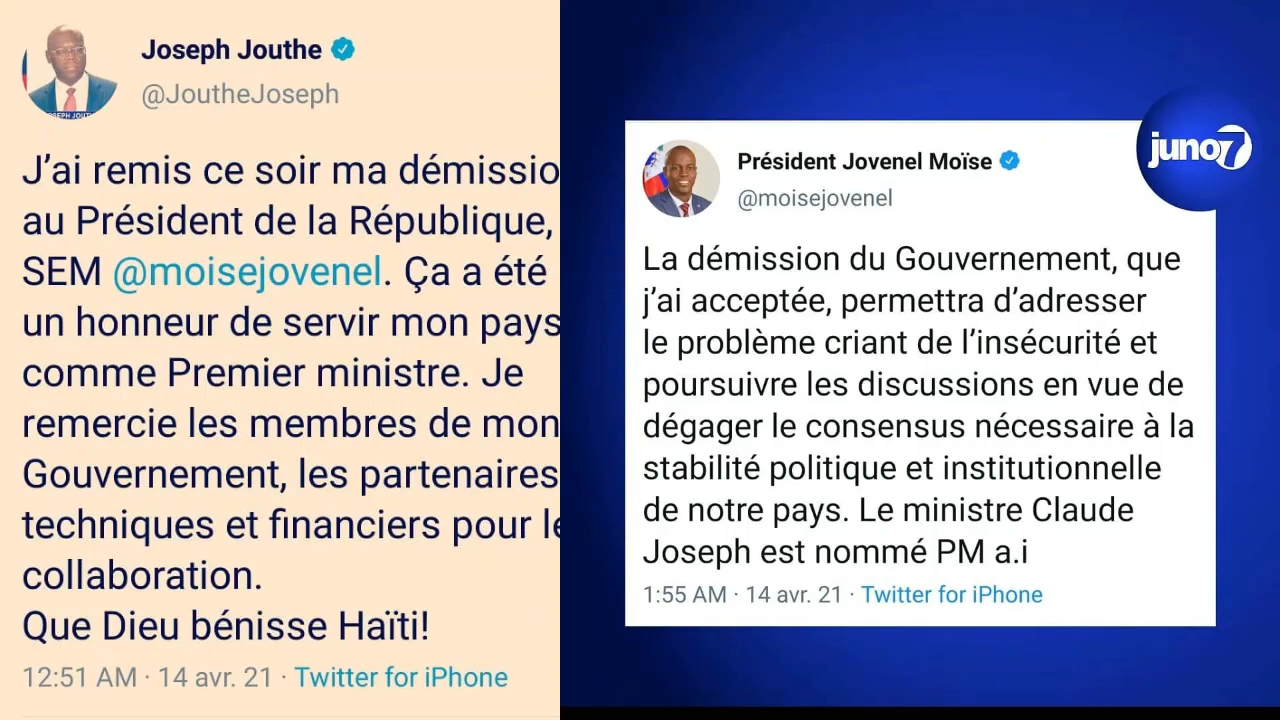 Joseph Jouthe
@JoutheJoseph
J'ai remis ce soir ma démissio
au Président de la République,
SEM @moisejovenel. Ça a été
un honneur de servir mon pays
comme Premier ministre. Je
remercie les membres de mon
Gouvernement, les partenaires
techniques et financiers pour le
collaboration.
Que Dieu bénisse Haïti!
12:51 AM · 14 avr. 21 · Twitter for iPhone
juno7
Président Jovenel Moïse
@moisejovenel
La démission du Gouvernement, que
j'ai acceptée, permettra d'adresser
le problème criant de l'insécurité et
poursuivre les discussions en vue de
dégager le consensus nécessaire à la
stabilité politique et institutionnelle
de notre pays. Le ministre Claude
Joseph est nommé PM a.i
1:55 AM · 14 avr. 21 · Twitter for iPhone